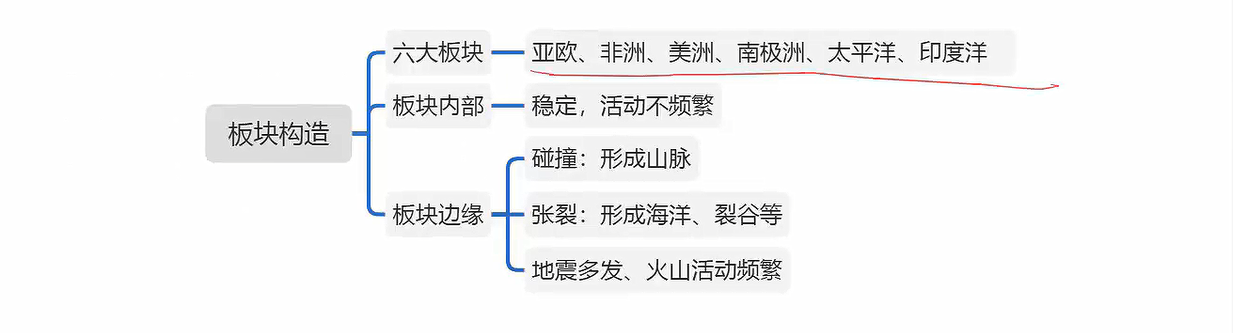 板块构造
六大板块
亚欧、非洲、美洲、南极洲、太平洋、印度洋
板块内部
稳定，活动不频繁
板块边缘
碰撞：形成山脉
张裂：形成海洋、裂谷等
地震多发、火山活动频繁